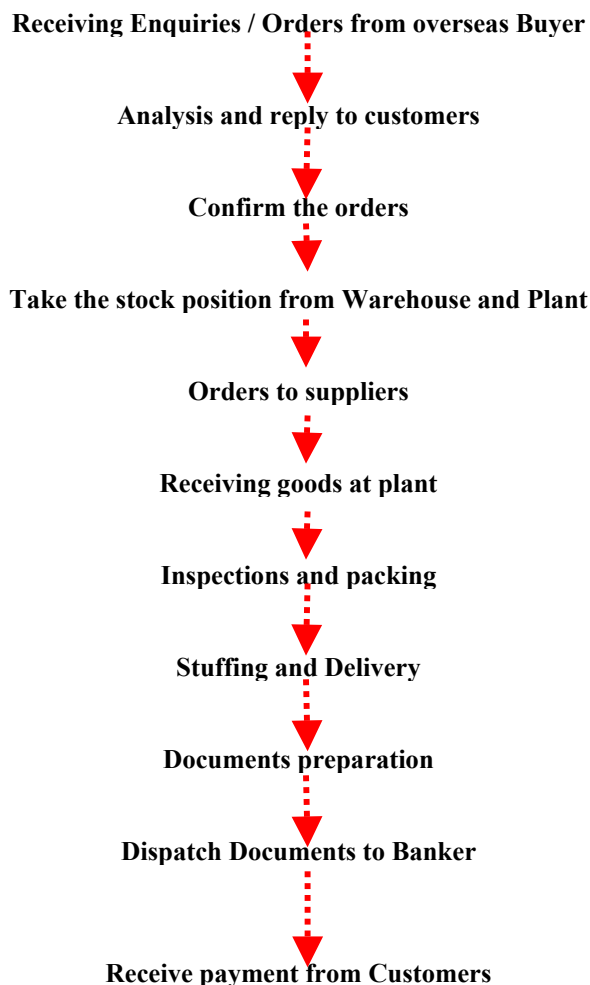 Receiving Enquiries / Orders from overseas Buyer
Analysis and reply to customers
Confirm the orders
Take the stock position from Warehouse and Plant
Orders to suppliers
Receiving goods at plant
Inspections and packing
Stuffing and Delivery
Documents preparation
Dispatch Documents to Banker
Receive payment from Customers